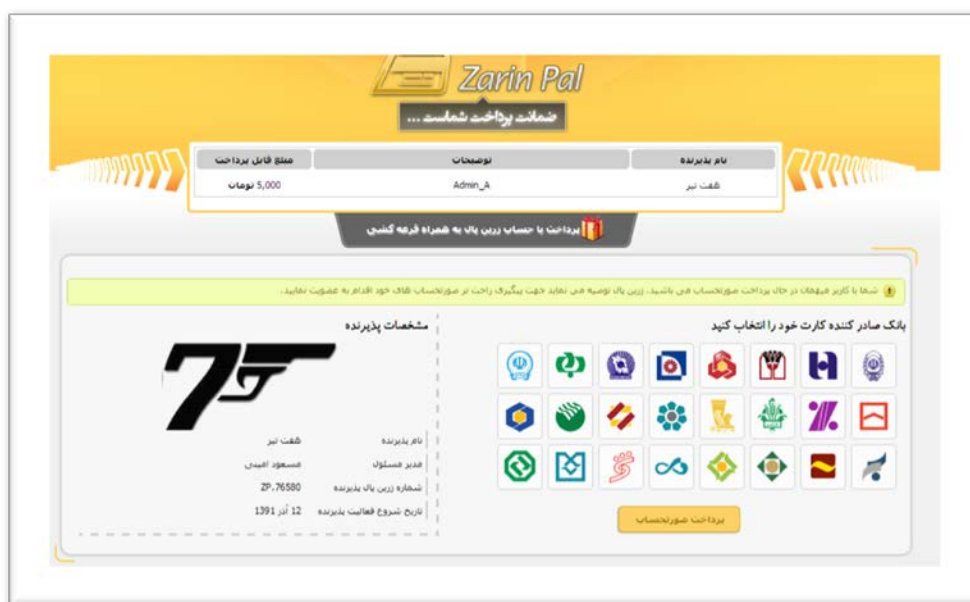 Zarin Pal
ضمانت پرداخت شماست ...
نام پذیرنده توضیحات مبلغ قابل پرداخت
هفت تیر Admin_A 5,000 تومان
پرداخت با حساب زرین پال به همراه قرعه کشی
شما با کاربر میهمان در حال پرداخت صورتحساب می باشید. زرین پال توصیه می نماید جهت پیگیری راحت تر صورتحساب های خود اقدام به عضویت نمایید.
بانک صادر کننده کارت خود را انتخاب کنید
مشخصات پذیرنده
7
نام پذیرنده هفت تیر
مدیر مسئول مسعود امینی
شماره زرین پال پذیرنده ZP.76580
تاریخ شروع فعالیت پذیرنده 12 آذر 1391
پرداخت صورتحساب